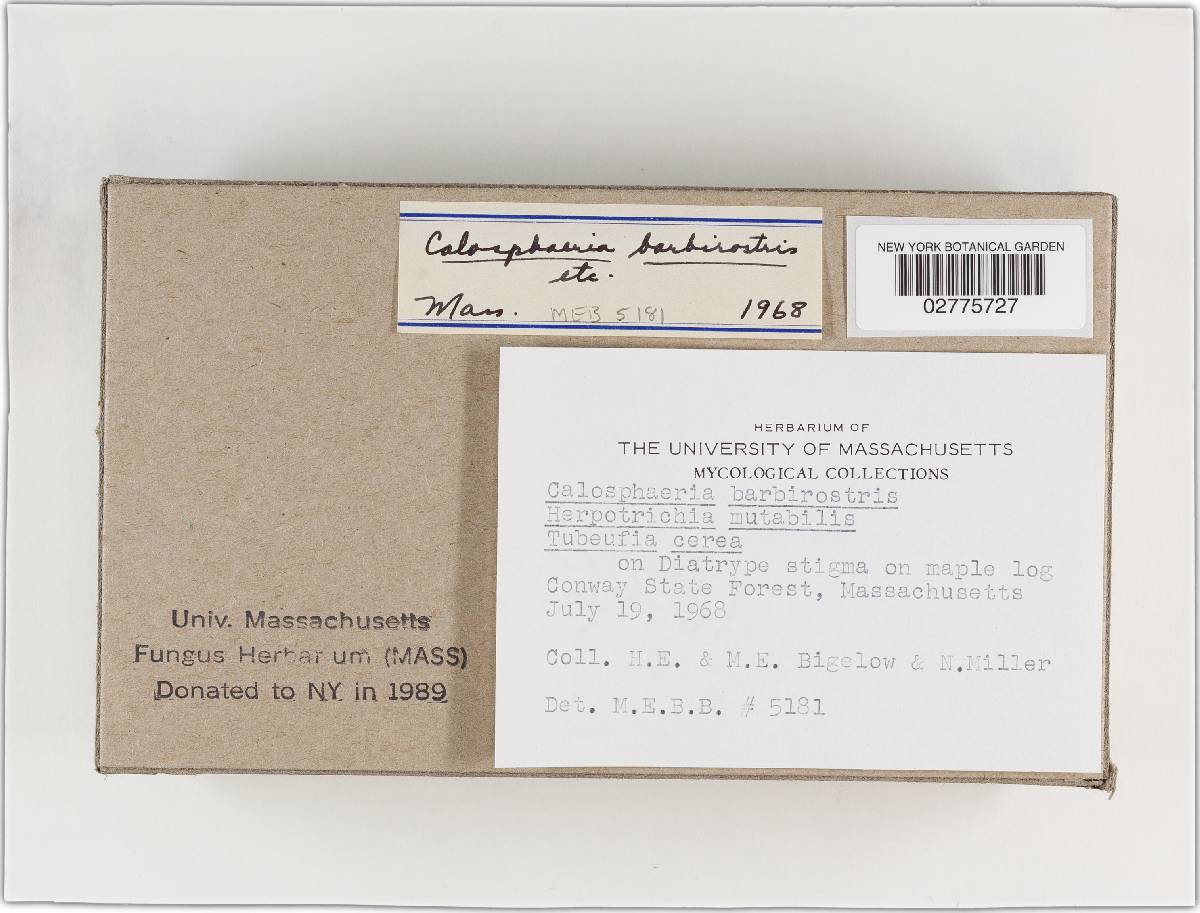 Calosphaeria barbirostris
etc.
Mass. MEB 5181 1968
NEW YORK BOTANICAL GARDEN
02775727
HERBARIUM OF
THE UNIVERSITY OF MASSACHUSETTS
MYCOLOGICAL COLLECTIONS
Calosphaeria barbirostris
Herpotrichia mutabilis
Tubeufia cerea
on Diatrype stigma on maple log
Conway State Forest, Massachusetts
July 19, 1968
Coll. H.E. & M.E. Bigelow & N.Miller
Det. M.E.B.B. # 5181
Univ. Massachusetts
Fungus Herbarium (MASS)
Donated to NY in 1989